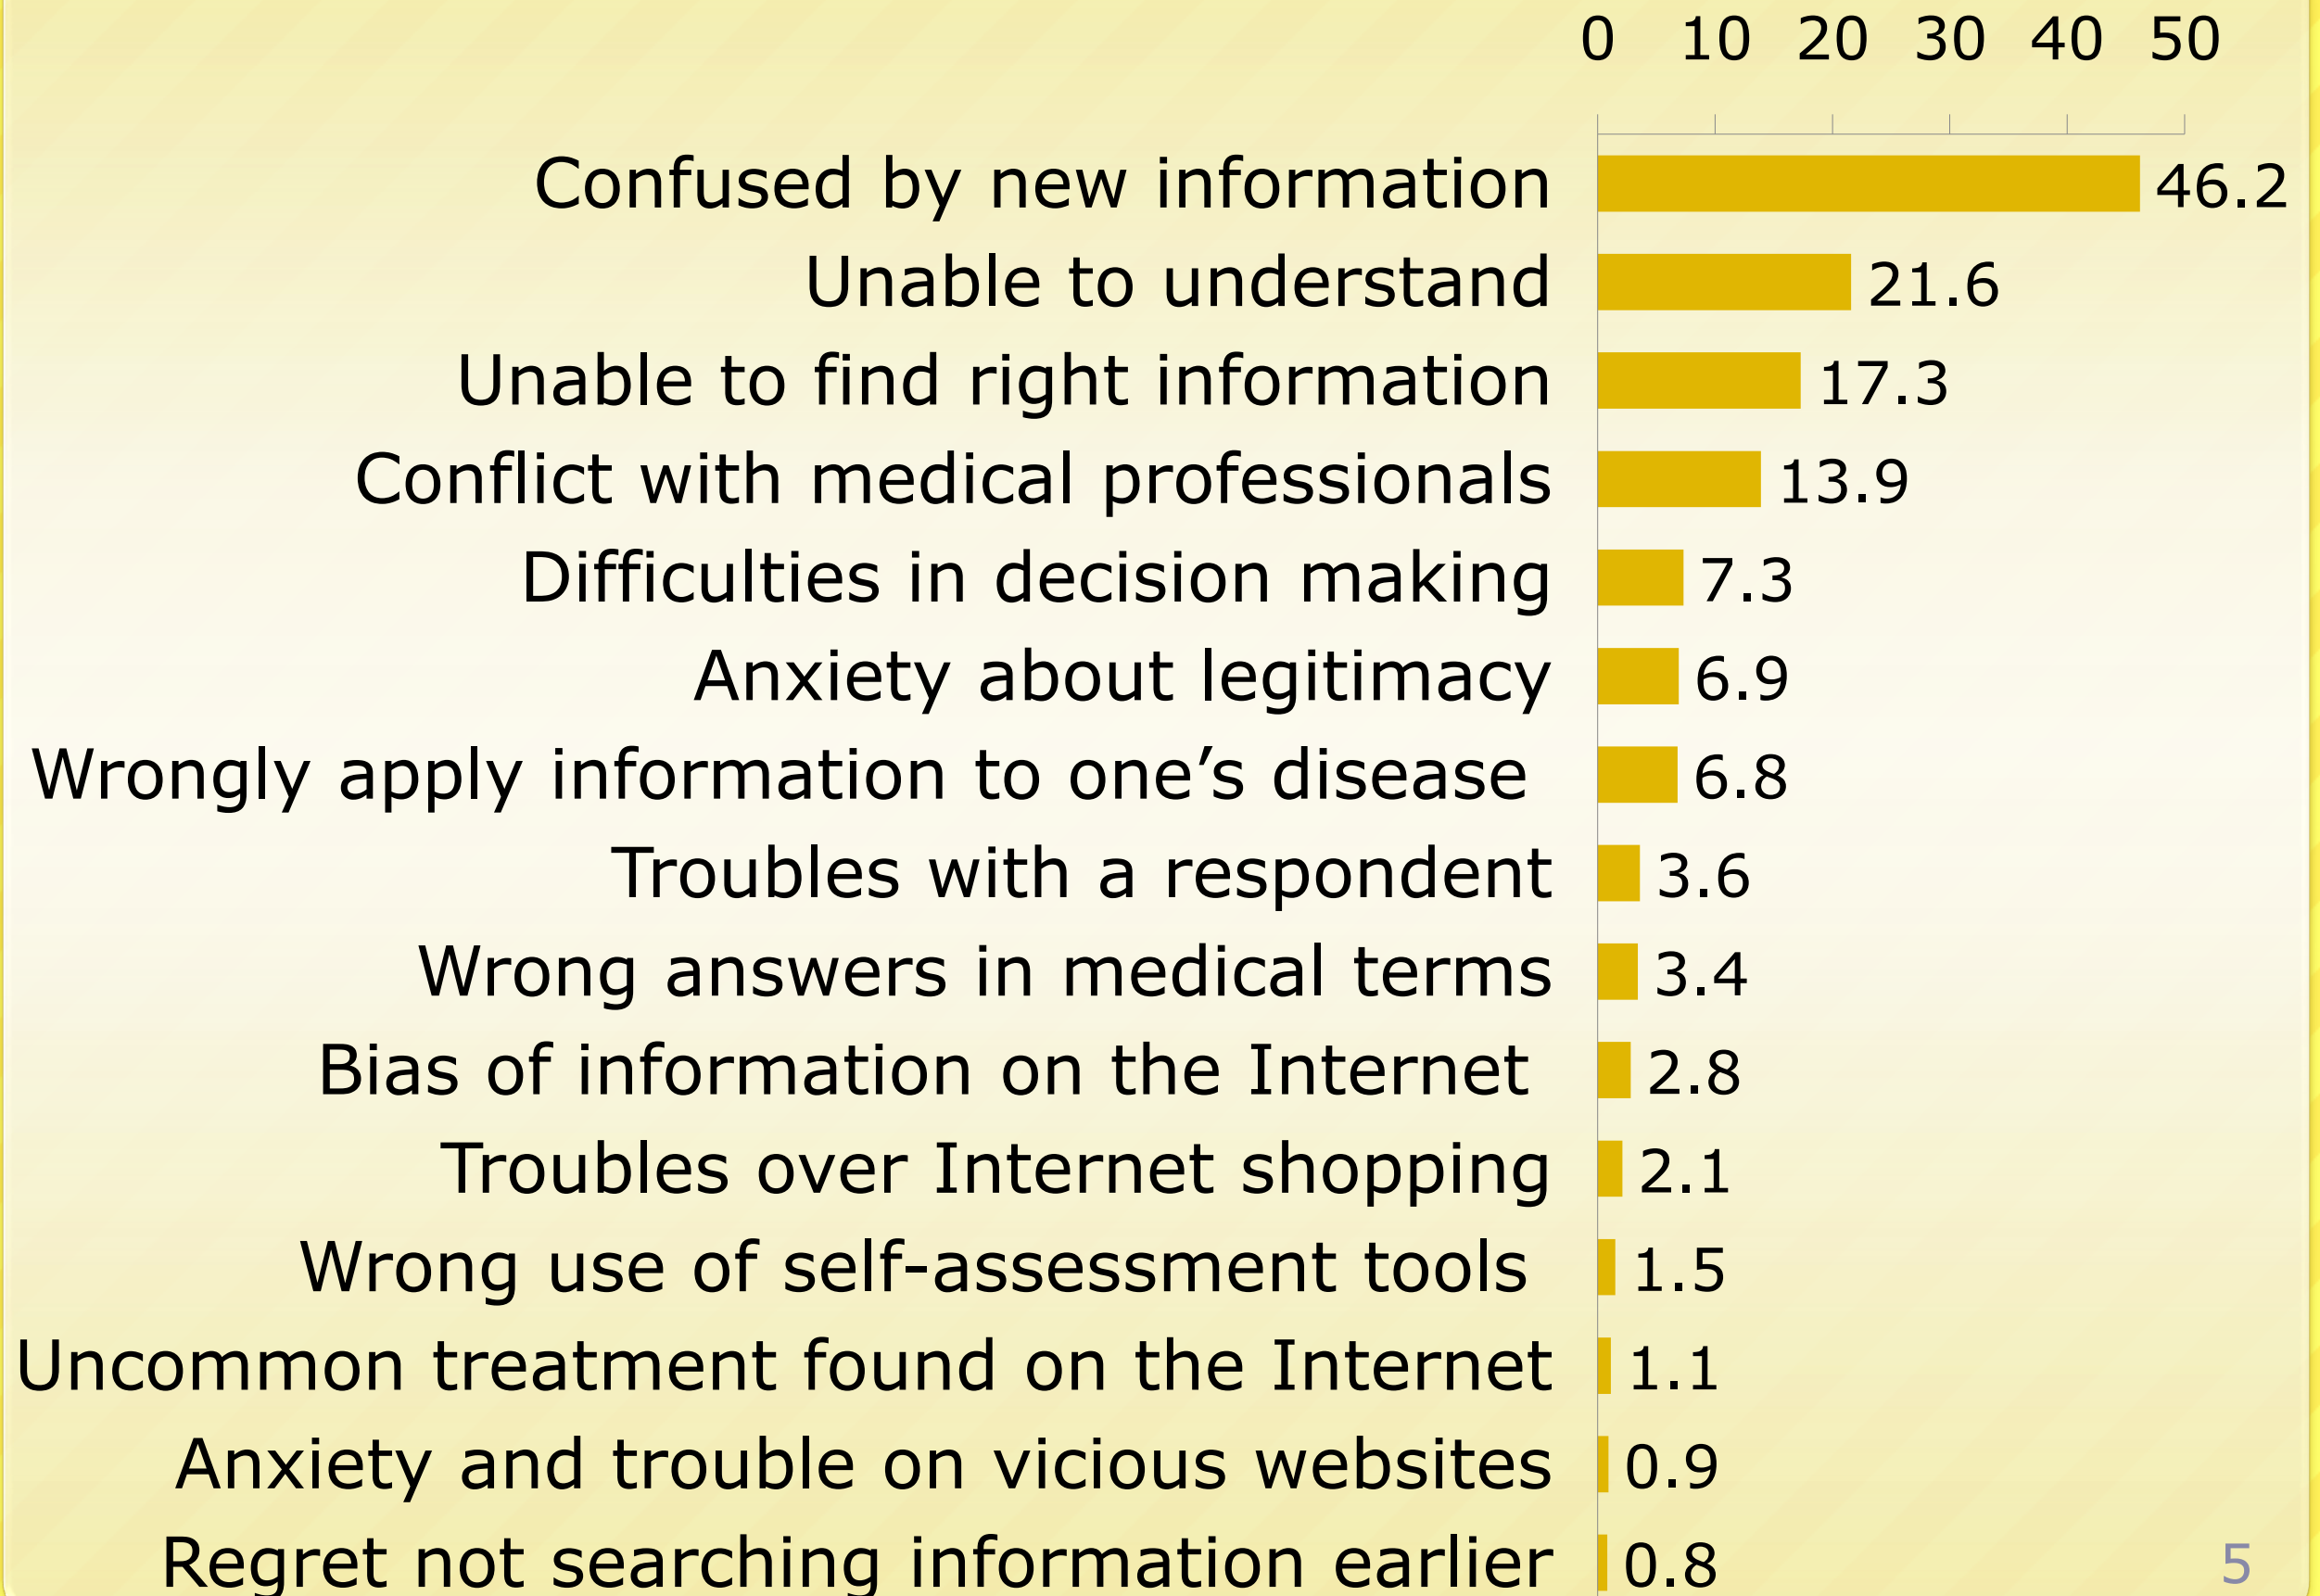 0 10 20 30 40 50
Confused by new information 46.2
Unable to understand 21.6
Unable to find right information 17.3
Conflict with medical professionals 13.9
Difficulties in decision making 7.3
Anxiety about legitimacy 6.9
Wrongly apply information to one’s disease 6.8
Troubles with a respondent 3.6
Wrong answers in medical terms 3.4
Bias of information on the Internet 2.8
Troubles over Internet shopping 2.1
Wrong use of self-assessment tools 1.5
Uncommon treatment found on the Internet 1.1
Anxiety and trouble on vicious websites 0.9
Regret not searching information earlier 0.8
5